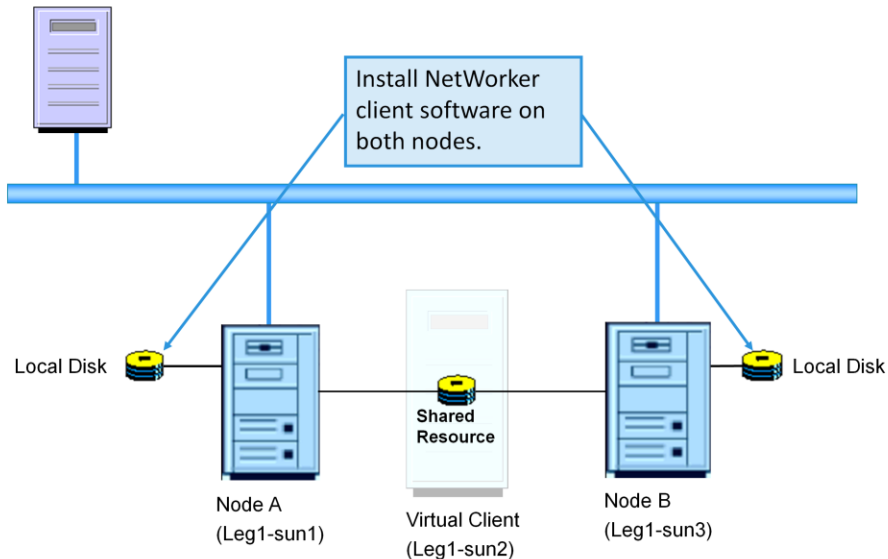 Install NetWorker
client software on
both nodes.
Local Disk
Shared
Resource
Local Disk
Node A
(Leg1-sun1)
Virtual Client
(Leg1-sun2)
Node B
(Leg1-sun3)